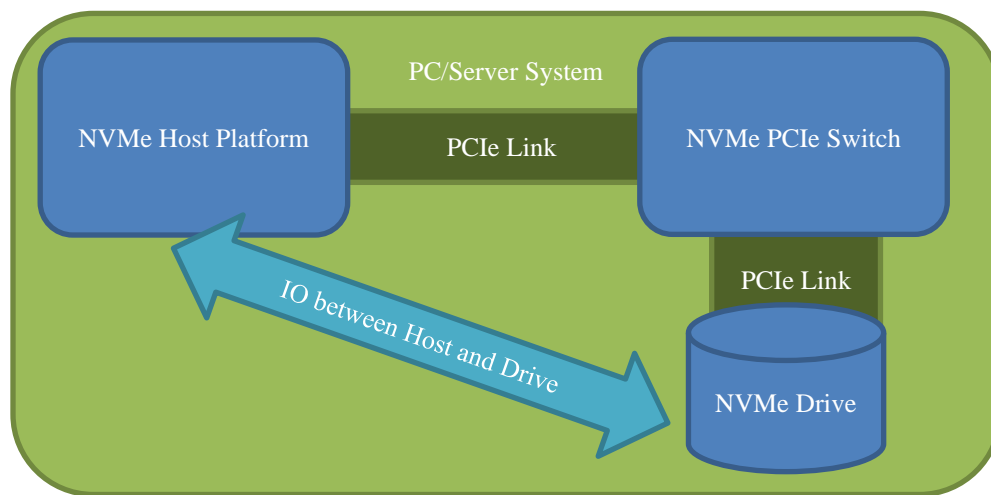 PC/Server System
NVMe Host Platform
PCIe Link
NVMe PCIe Switch
PCIe Link
IO between Host and Drive
NVMe Drive